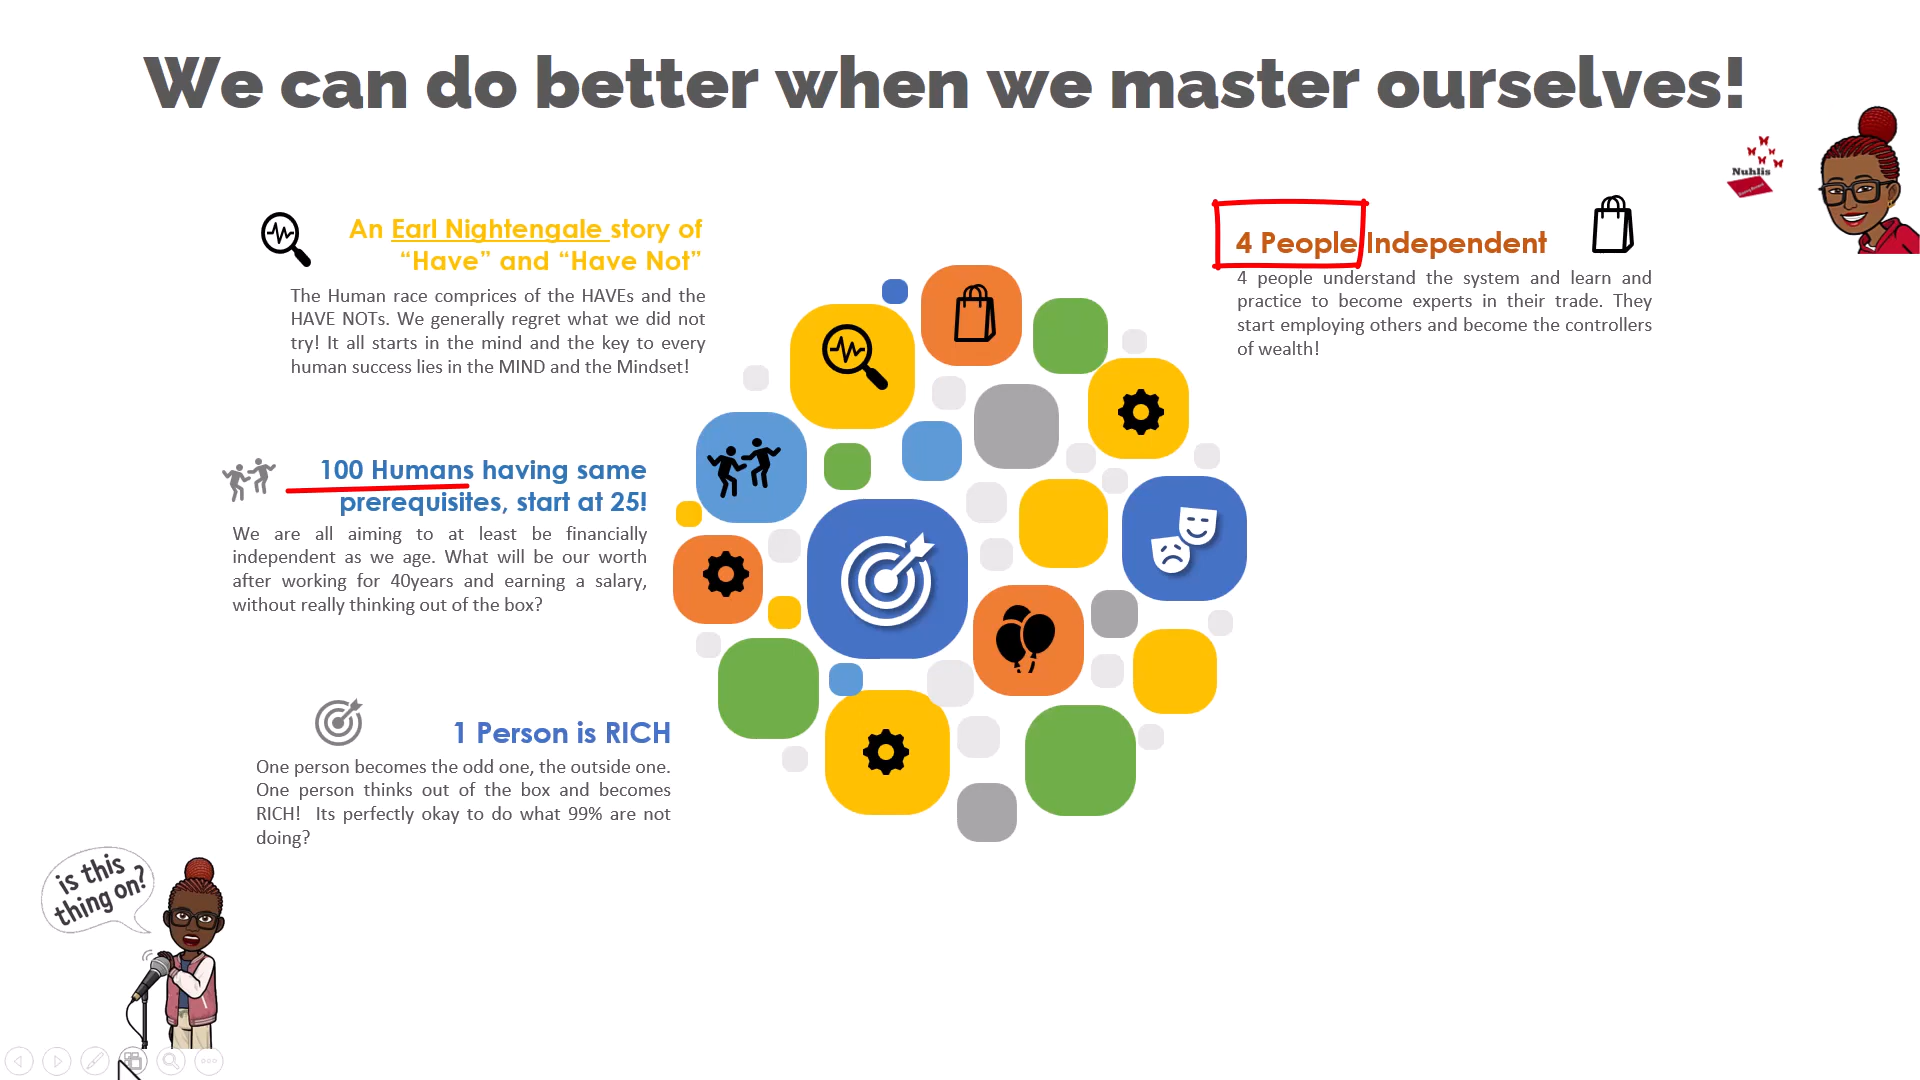 We can do better when we master ourselves!
Nuhlis
An Earl Nightengale story of
“Have” and “Have Not”
The Human race comprices of the HAVEs and the
HAVE NOTs. We generally regret what we did not
try! It all starts in the mind and the key to every
human success lies in the MIND and the Mindset!
100 Humans having same
prerequisites, start at 25!
We are all aiming to at least be financially
independent as we age. What will be our worth
after working for 40years and earning a salary,
without really thinking out of the box?
1 Person is RICH
One person becomes the odd one, the outside one.
One person thinks out of the box and becomes
RICH! Its perfectly okay to do what 99% are not
doing?
4 People Independent
4 people understand the system and learn and
practice to become experts in their trade. They
start employing others and become the controllers
of wealth!
is this
thing on?